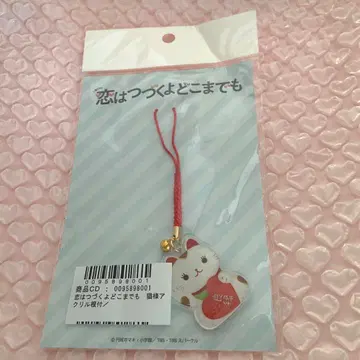 恋はつづくよどこまでも
0095898001
商品CD : 0095898001
恋はつづくよどこまでも 猫様ア
クリル根付／